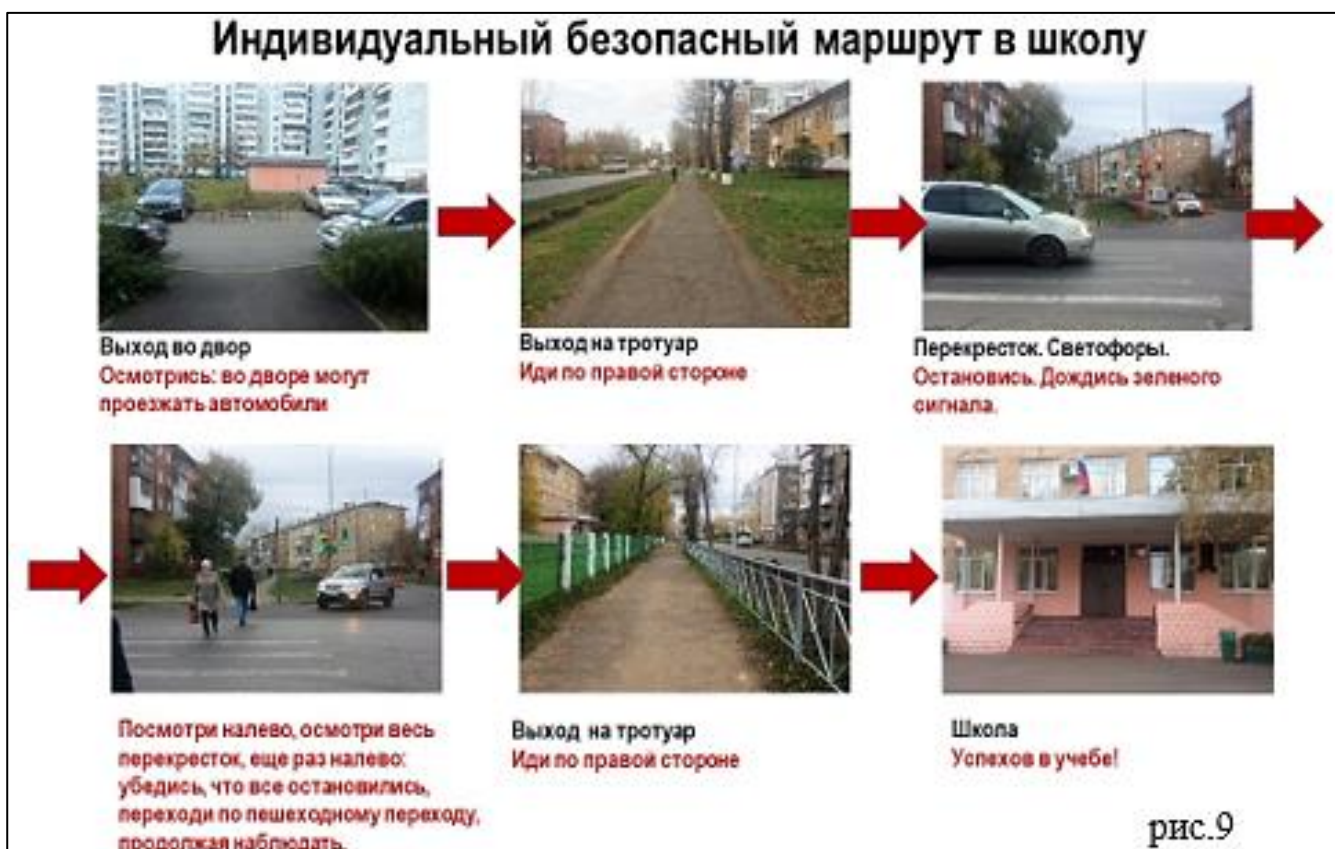 Индивидуальный безопасный маршрут в школу
Выход во двор
Осмотрись: во дворе могут
проезжать автомобили
Выход на тротуар
Иди по правой стороне
Перекресток. Светофоры.
Остановись. Дождись зеленого
сигнала.
Посмотри налево, осмотри весь
перекресток, еще раз налево:
убедись, что все остановились,
переходи по пешеходному переходу,
продолжая наблюдать.
Выход на тротуар
Иди по правой стороне
Школа
Успехов в учебе!
рис.9